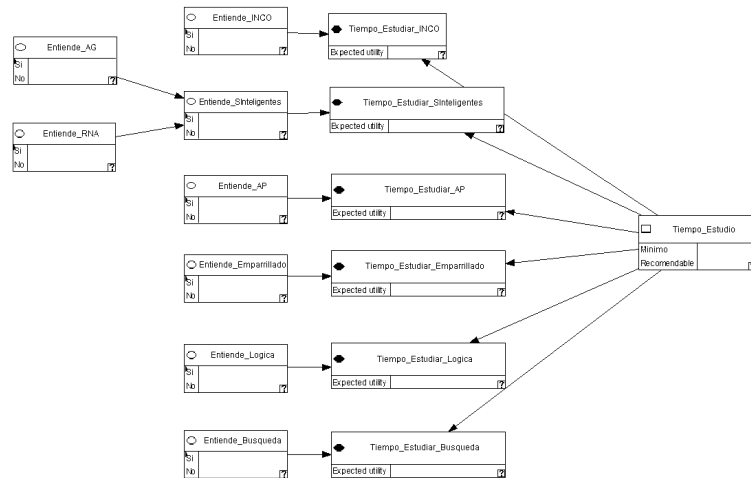 Entiende_INCO
Si
No
?
Tiempo_Estudiar_INCO
Expected utility
?
Entiende_AG
Si
No
?
Entiende_SInteligentes
Si
No
?
Tiempo_Estudiar_SInteligentes
Expected utility
?
Entiende_RNA
Si
No
?
Entiende_AP
Si
No
?
Tiempo_Estudiar_AP
Expected utility
?
Tiempo_Estudio
Minimo
Recomendable
?
Entiende_Emparrillado
Si
No
?
Tiempo_Estudiar_Emparrillado
Expected utility
?
Entiende_Logica
Si
No
?
Tiempo_Estudiar_Logica
Expected utility
?
Entiende_Busqueda
Si
No
?
Tiempo_Estudiar_Busqueda
Expected utility
?